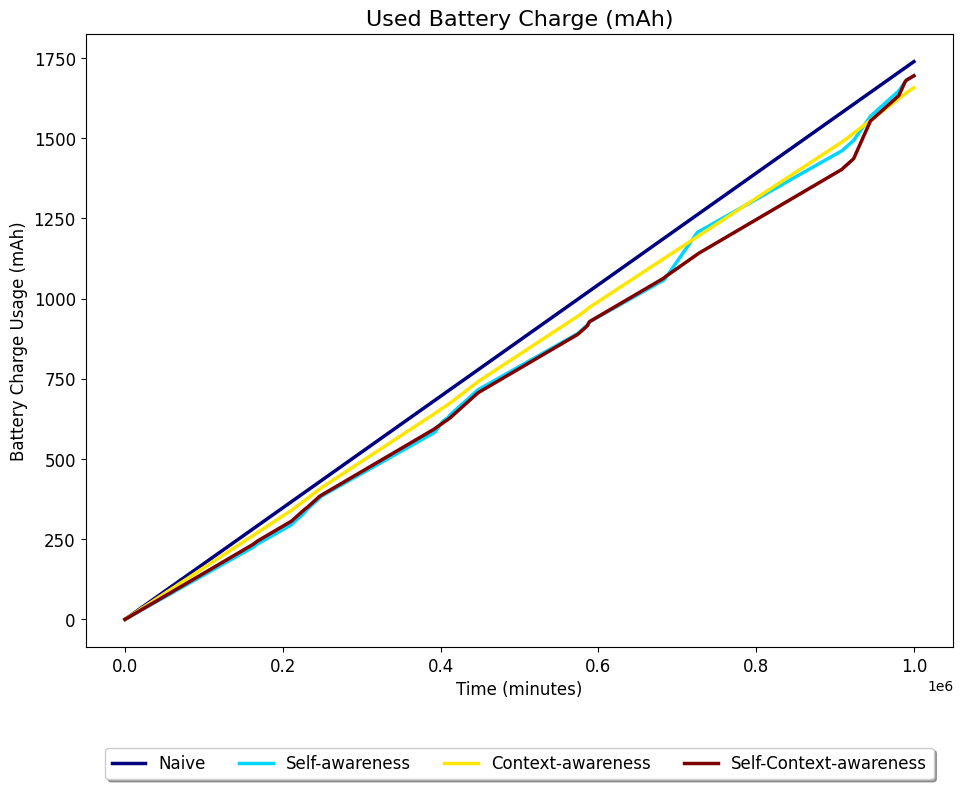 Used Battery Charge (mAh)
Battery Charge Usage (mAh)
1750
1500
1250
1000
750
500
250
0
0.0 0.2 0.4 0.6 0.8 1.0
1e6
Time (minutes)
Naive Self-awareness Context-awareness Self-Context-awareness